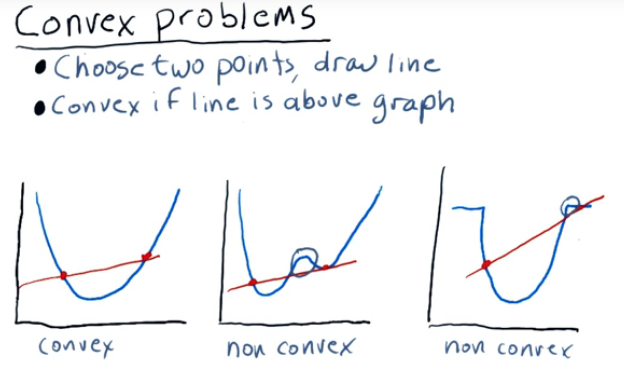 Convex problems
• Choose two points, draw line
• Convex if line is above graph
convex
non convex
non convex